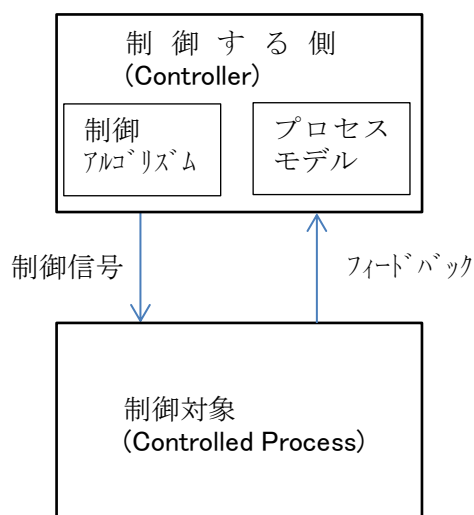 制御する側
(Controller)
制御
アルゴリズム
プロセス
モデル
制御信号
フィードバック
制御対象
(Controlled Process)